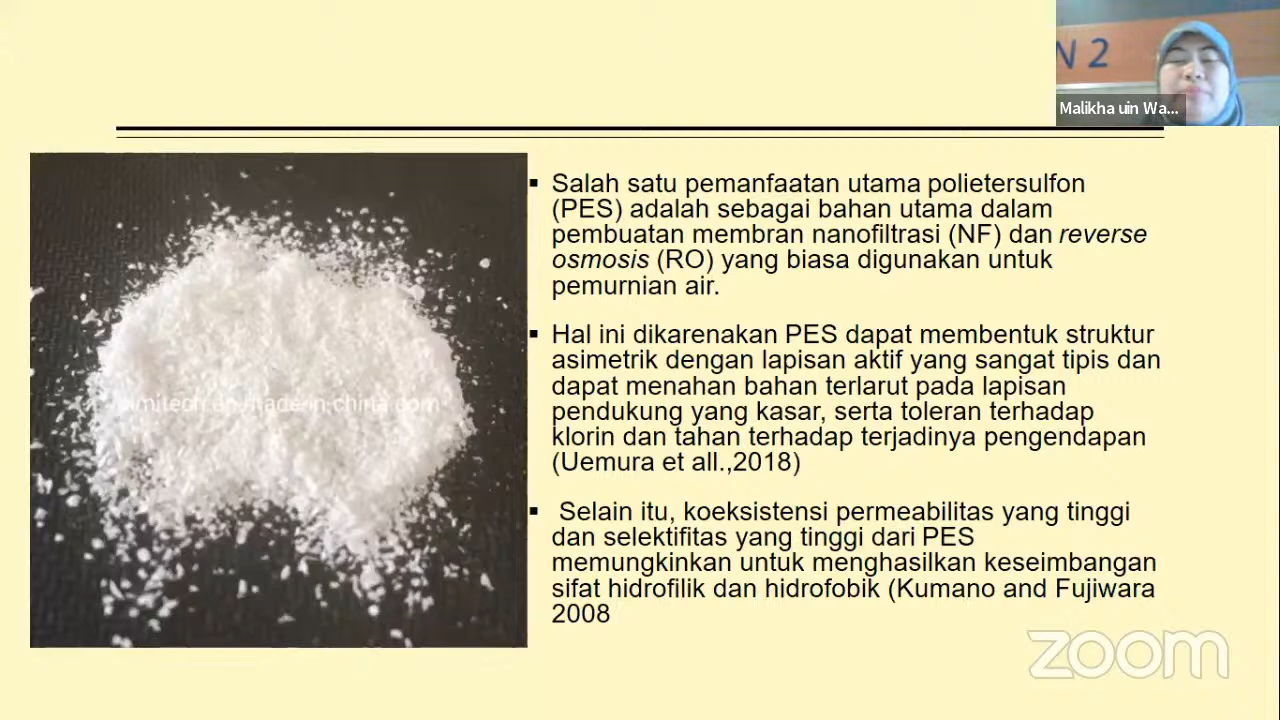 N 2
Malikha uin Wa...
▪ Salah satu pemanfaatan utama polietersulfon
(PES) adalah sebagai bahan utama dalam
pembuatan membran nanofiltrasi (NF) dan reverse
osmosis (RO) yang biasa digunakan untuk
pemurnian air.
▪ Hal ini dikarenakan PES dapat membentuk struktur
asimetrik dengan lapisan aktif yang sangat tipis dan
dapat menahan bahan terlarut pada lapisan
pendukung yang kasar, serta toleran terhadap
klorin dan tahan terhadap terjadinya pengendapan
(Uemura et all.,2018)
▪ Selain itu, koeksistensi permeabilitas yang tinggi
dan selektifitas yang tinggi dari PES
memungkinkan untuk menghasilkan keseimbangan
sifat hidrofilik dan hidrofobik (Kumano and Fujiwara
2008
zoom